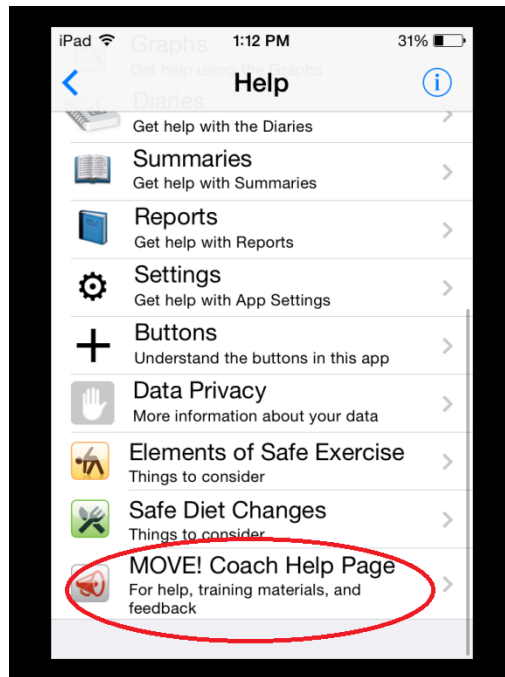 iPad 1:12 PM 31%
Graphs
Get help using the Graphs
Help
Diaries
Get help with the Diaries
Summaries
Get help with Summaries
Reports
Get help with Reports
Settings
Get help with App Settings
Buttons
Understand the buttons in this app
Data Privacy
More information about your data
Elements of Safe Exercise
Things to consider
Safe Diet Changes
Things to consider
MOVE! Coach Help Page
For help, training materials, and
feedback